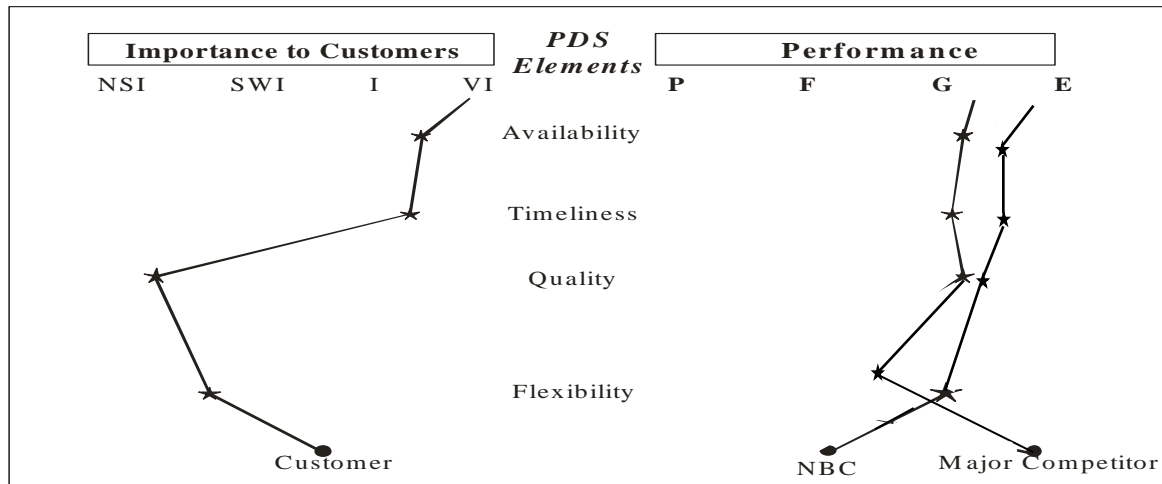 Importance to Customers PDS Elements Performance
NSI SWI I VI P F G E
Availability
Timeliness
Quality
Flexibility
Customer NBC Major Competitor